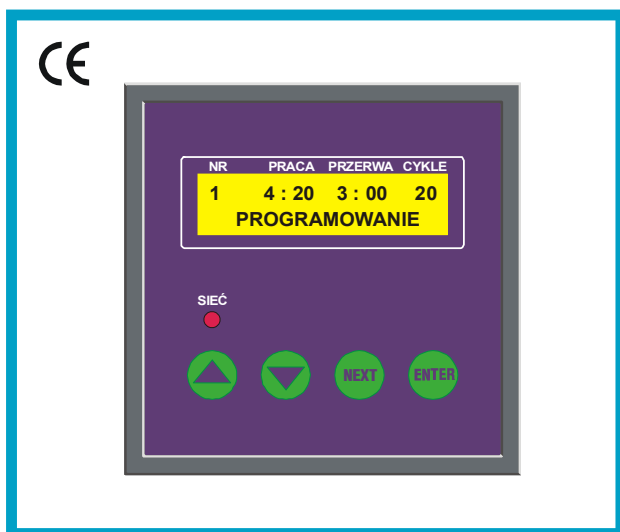 CE
NR PRACA PRZERWA CYKLE
1 4 : 20 3 : 00 20
PROGRAMOWANIE
SIEĆ
NEXT ENTER